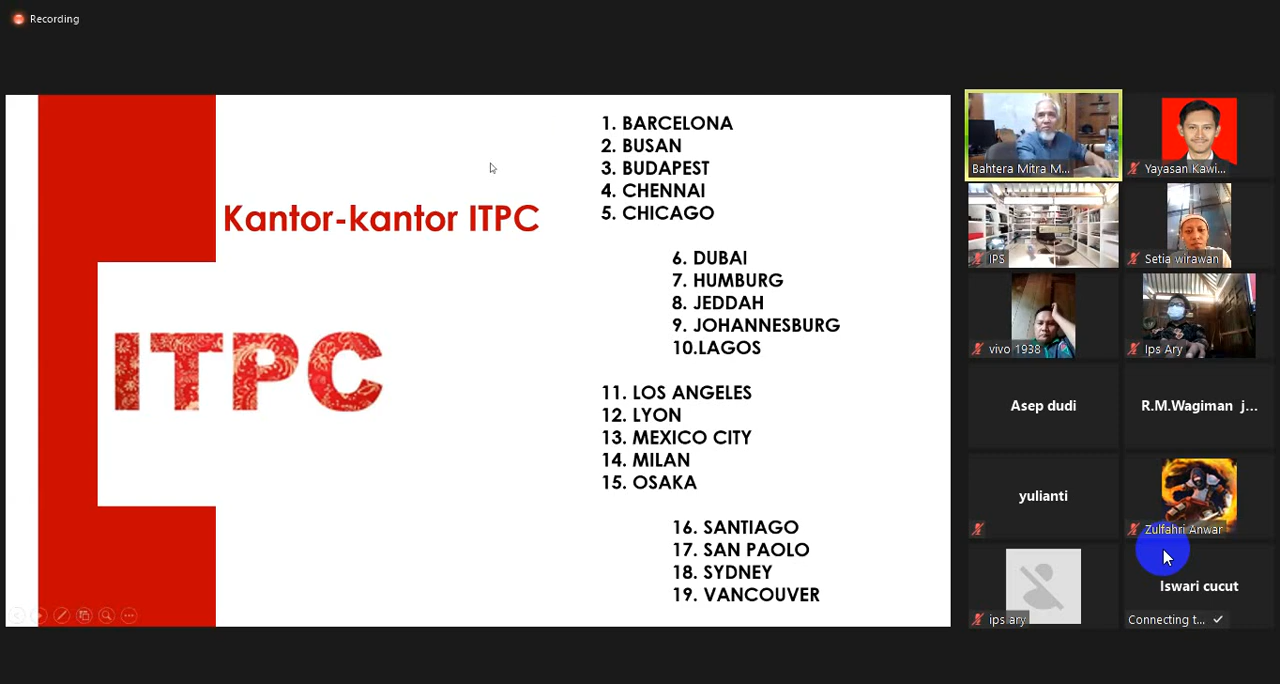 Recording
Kantor-kantor ITPC
ITPC
1. BARCELONA
2. BUSAN
3. BUDAPEST
4. CHENNAI
5. CHICAGO
6. DUBAI
7. HUMBURG
8. JEDDAH
9. JOHANNESBURG
10.LAGOS
11. LOS ANGELES
12. LYON
13. MEXICO CITY
14. MILAN
15. OSAKA
16. SANTIAGO
17. SAN PAOLO
18. SYDNEY
19. VANCOUVER
Bahtera Mitra M...
Yayasan Kawi...
IPS
Setia wirawan
vivo 1938
Ips Ary
Asep dudi
R.M.Wagiman j...
yulianti
Zulfahri Anwar
ips ary
Iswari cucut
Connecting t...